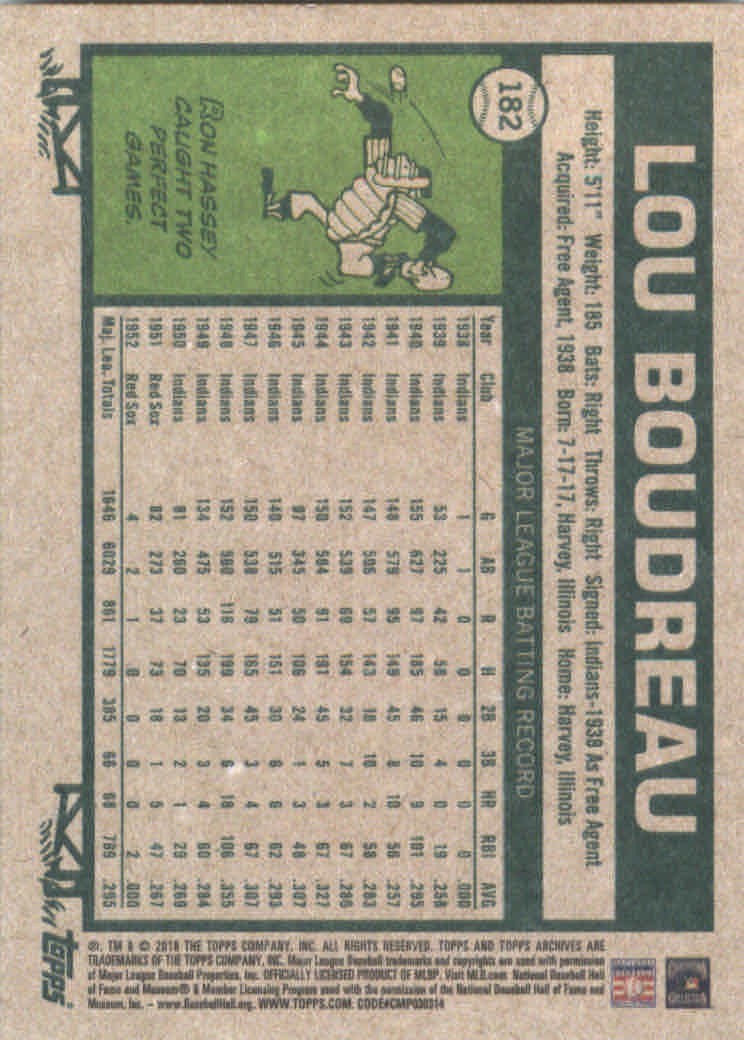 LOU BOUDREAU
182
Height: 5'11" Weight: 185 Bats: Right Throws: Right Signed: Indians-1938 As Free Agent
Acquired: Free Agent, 1938 Born: 7-17-17, Harvey, Illinois Home: Harvey, Illinois
MAJOR LEAGUE BATTING RECORD
RON HASSEY
CAUGHT TWO
PERFECT
GAMES.
Year Club G AB R H 2B 3B HR RBI AVG
1938 Indians 1 1 0 0 0 0 0 0 .000
1939 Indians 53 225 42 58 15 4 0 19 .258
1940 Indians 155 627 97 185 46 10 9 101 .295
1941 Indians 148 579 95 149 45 8 10 56 .257
1942 Indians 147 506 57 143 18 10 2 58 .283
1943 Indians 152 539 69 154 32 7 3 67 .286
1944 Indians 150 584 91 191 45 5 3 67 .327
1945 Indians 97 345 50 106 24 1 3 48 .307
1946 Indians 140 515 51 151 30 6 6 62 .293
1947 Indians 150 538 79 165 45 3 4 67 .307
1948 Indians 152 560 116 199 34 6 18 106 .355
1949 Indians 134 475 53 135 20 3 4 60 .284
1950 Indians 81 260 23 70 13 2 1 29 .269
1951 Red Sox 82 273 37 73 18 1 5 47 .267
1952 Red Sox 4 2 1 0 0 0 0 2 .000
Maj. Lea. Totals 1646 6029 861 1779 385 66 68 789 .295
®, TM & © 2018 THE TOPPS COMPANY, INC. ALL RIGHTS RESERVED. TOPPS AND TOPPS ARCHIVES ARE
TRADEMARKS OF THE TOPPS COMPANY, INC. Major League Baseball trademarks and copyrights are used with permission
of Major League Baseball Properties, Inc. OFFICIALLY LICENSED PRODUCT OF MLBP. Visit MLB.com National Baseball Hall
of Fame and Museum® & Member Licensing Program used with the permission of the National Baseball Hall of Fame and
Museum, Inc. – www.BaseballHall.org. WWW.TOPPS.COM. CODE#CMP030314
TOPPS